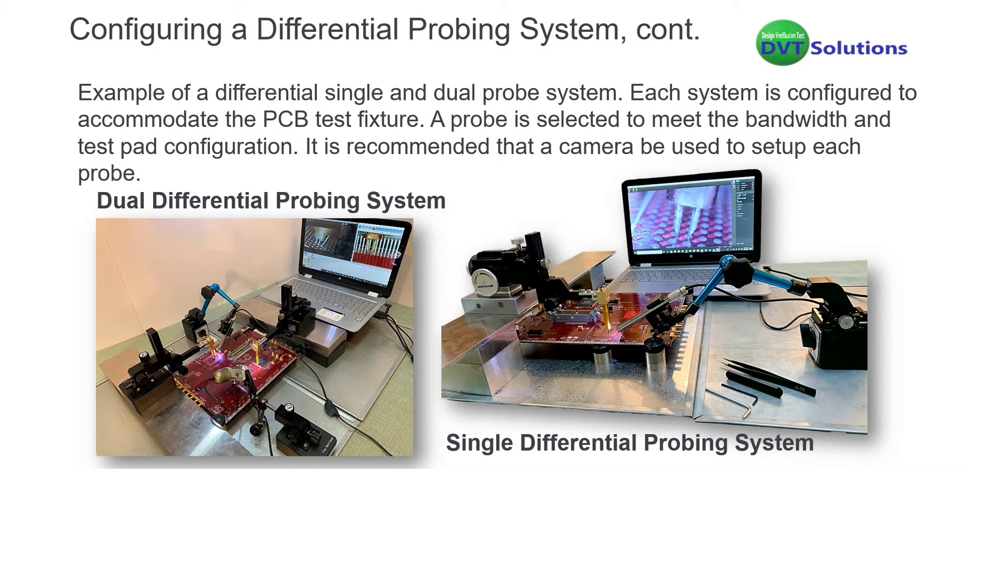 Configuring a Differential Probing System, cont.
Design Verificaion Test
DVT Solutions
Example of a differential single and dual probe system. Each system is configured to
accommodate the PCB test fixture. A probe is selected to meet the bandwidth and
test pad configuration. It is recommended that a camera be used to setup each
probe.
Dual Differential Probing System
Single Differential Probing System